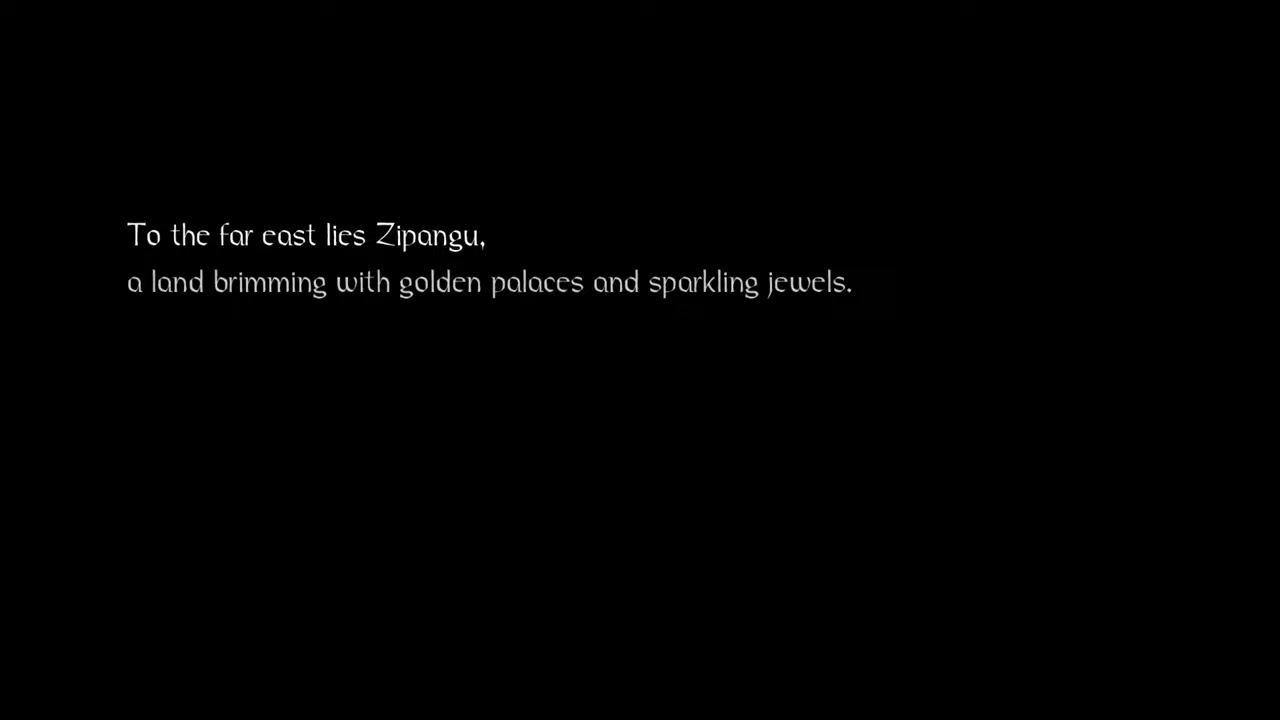 To the far east lies Zipangu,
a land brimming with golden palaces and sparkling jewels.